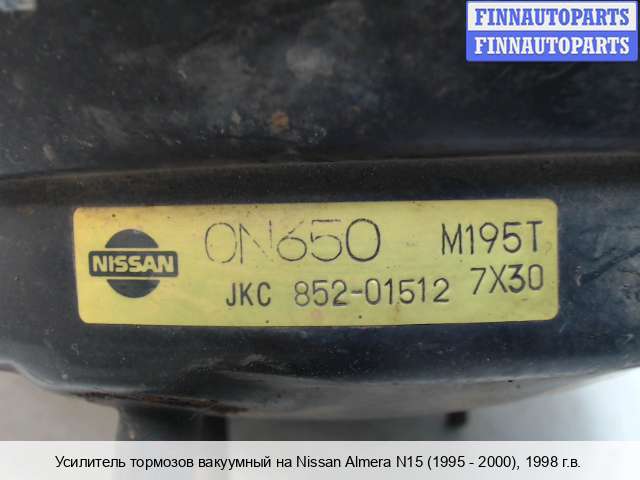 FINNAUTOPARTS
FINNAUTOPARTS
NISSAN 0N650 M195T
JKC 852-01512 7X30
Усилитель тормозов вакуумный на Nissan Almera N15 (1995 - 2000), 1998 г.в.